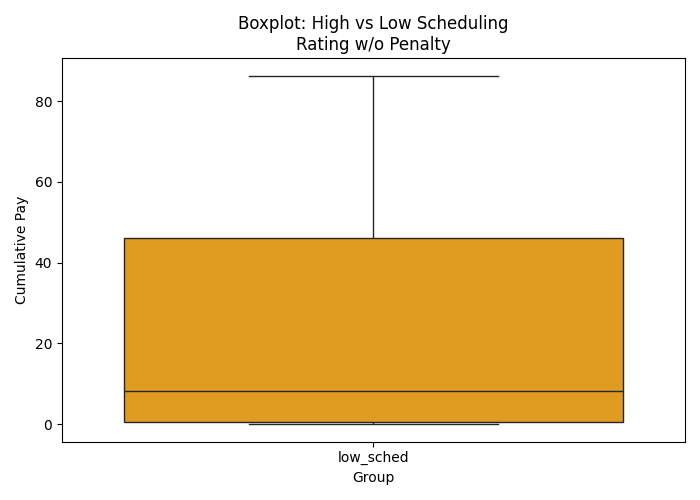 Boxplot: High vs Low Scheduling
Rating w/o Penalty
80
60
40
20
0
Cumulative Pay
low_sched
Group